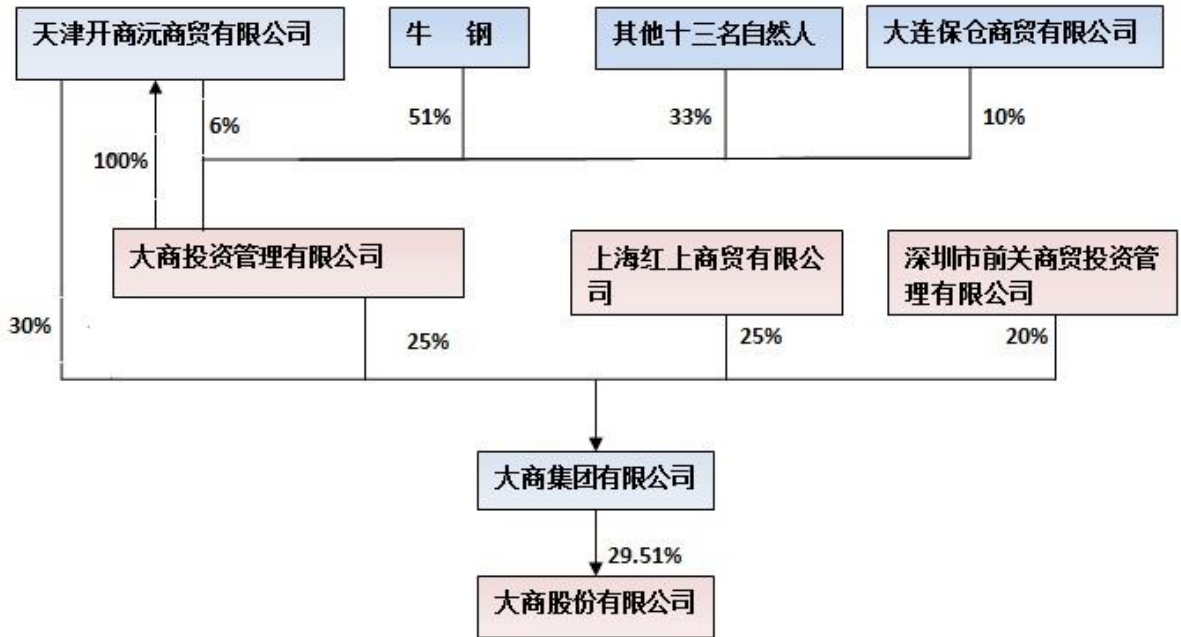 天津开商沅商贸有限公司
牛 钢
其他十三名自然人
大连保仓商贸有限公司
6%
51%
33%
10%
100%
大商投资管理有限公司
上海红上商贸有限公
司
深圳市前关商贸投资管
理有限公司
30%
25%
25%
20%
大商集团有限公司
29.51%
大商股份有限公司